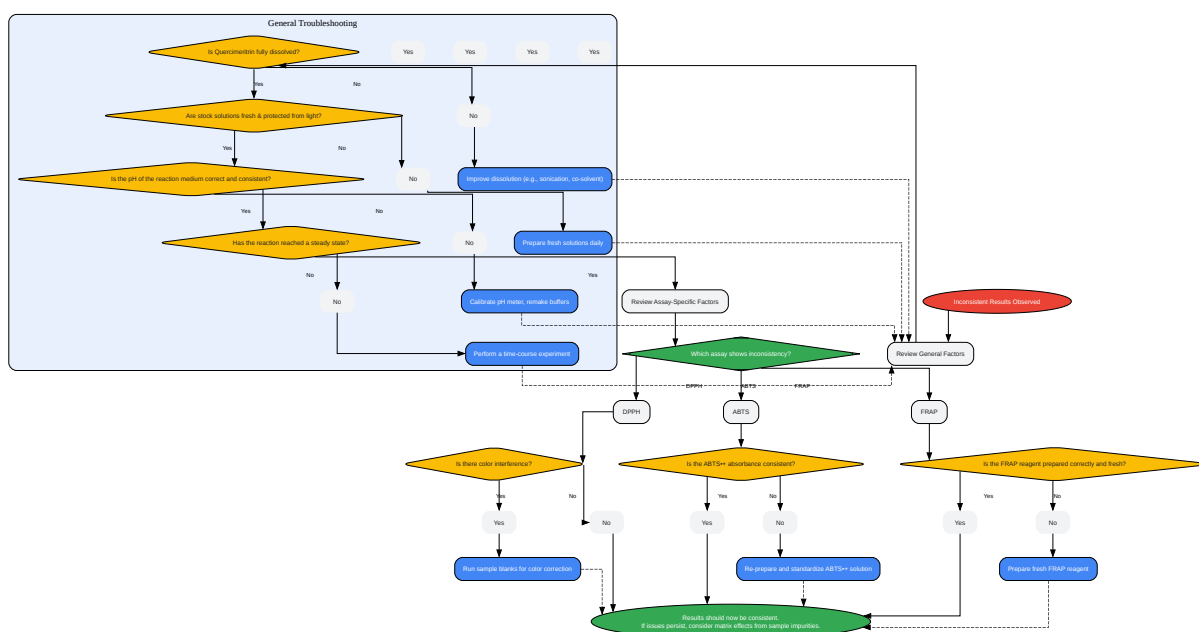 General Troubleshooting
Is Quercimeritrin fully dissolved?
Yes
Yes
Yes
Yes
Yes
No
Are stock solutions fresh & protected from light?
No
Yes
No
Is the pH of the reaction medium correct and consistent?
No
Improve dissolution (e.g., sonication, co-solvent)
Yes
No
Has the reaction reached a steady state?
No
Prepare fresh solutions daily
No
Yes
No
Calibrate pH meter, remake buffers
Review Assay-Specific Factors
Inconsistent Results Observed
Perform a time-course experiment
Which assay shows inconsistency?
Review General Factors
DPPH
ABTS
FRAP
DPPH
ABTS
FRAP
Is there color interference?
Is the ABTS•+ absorbance consistent?
Is the FRAP reagent prepared correctly and fresh?
Yes
No
Yes
No
Yes
No
Yes
No
Yes
No
Yes
No
Run sample blanks for color correction
Re-prepare and standardize ABTS•+ solution
Prepare fresh FRAP reagent
Results should now be consistent.
If issues persist, consider matrix effects from sample impurities.